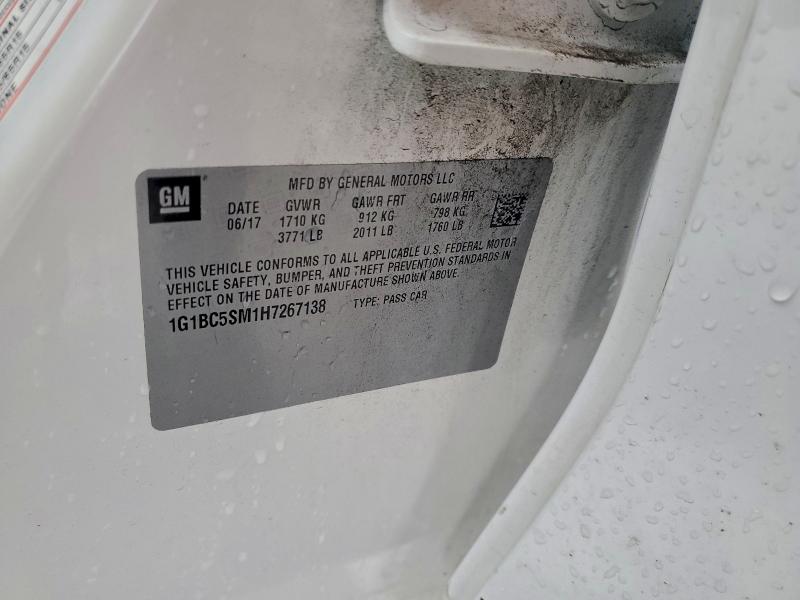 GM
MFD BY GENERAL MOTORS LLC
DATE GVWR GAWR FRT GAWR RR
06/17 1710 KG 912 KG 798 KG
3771 LB 2011 LB 1760 LB
THIS VEHICLE CONFORMS TO ALL APPLICABLE U.S. FEDERAL MOTOR
VEHICLE SAFETY, BUMPER, AND THEFT PREVENTION STANDARDS IN
EFFECT ON THE DATE OF MANUFACTURE SHOWN ABOVE.
1G1BC5SM1H7267138 TYPE: PASS CAR